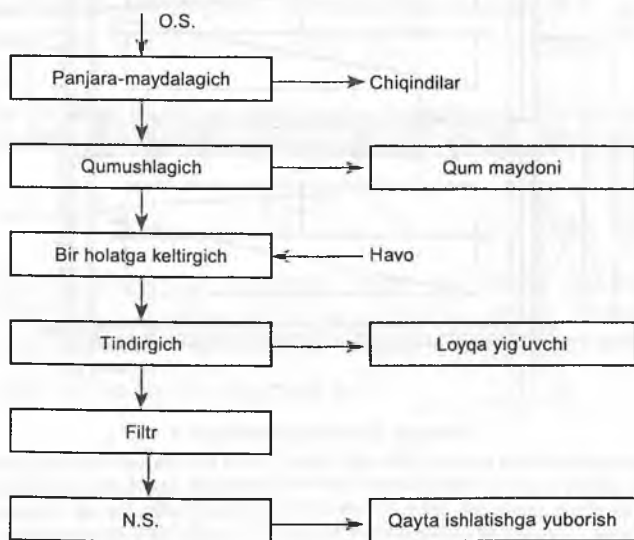 O.S.
Panjara-maydalagich
Chiqindilar
Qumushlagich
Qum maydoni
Bir holatga keltirgich
Havo
Tindirgich
Loyqa yig'uvchi
Filtr
N.S.
Qayta ishlatishga yuborish